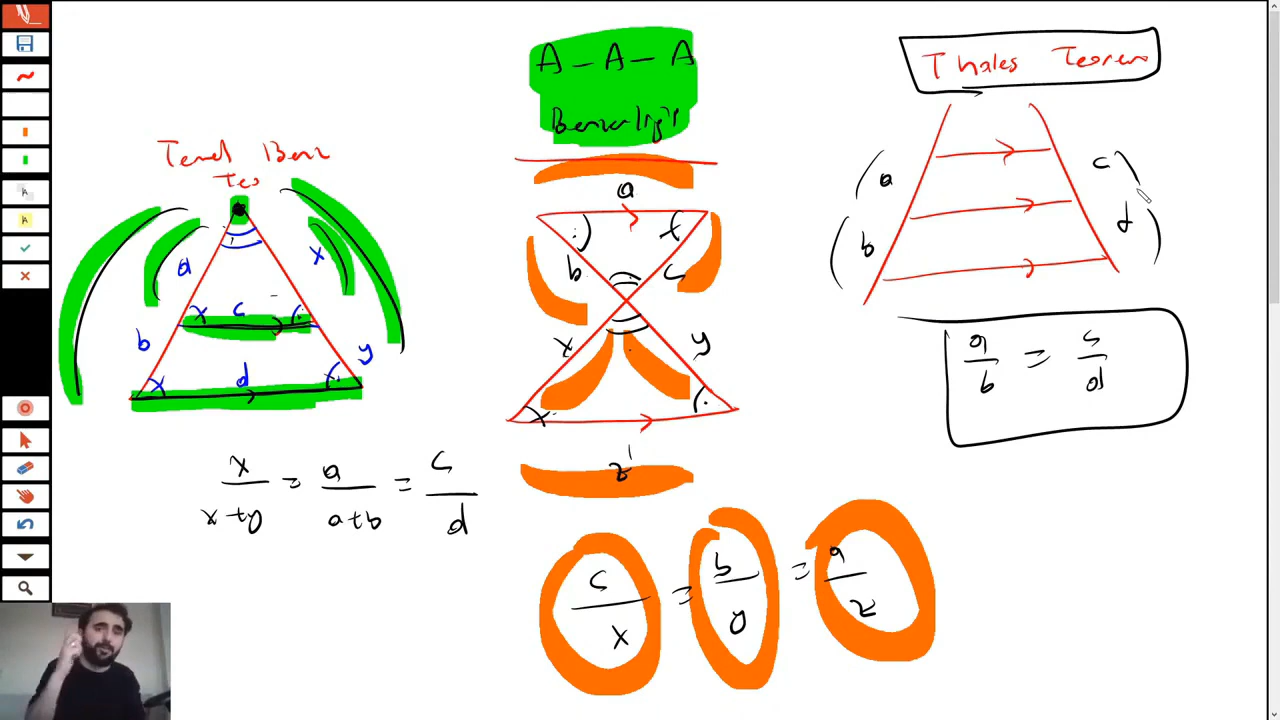 A - A - A
Benzerliği
Temel Benz
Teo
a
x
x c
b
y
x d
x/x+y = a/a+b = c/d
a
b c
x y
x
z
c/x = b/y = a/z
Thales Teorem
a c
b d
a/b = c/d